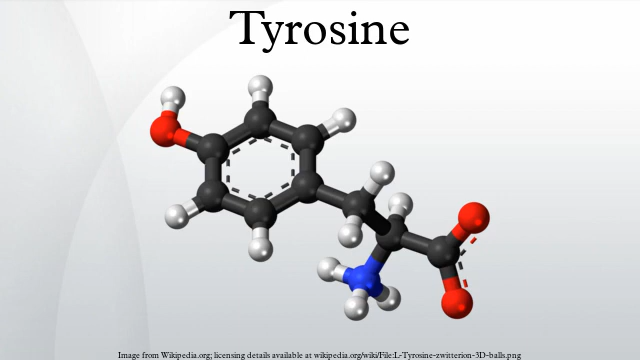 Tyrosine
Image from Wikipedia.org; licensing details available at wikipedia.org/wiki/File:L-Tyrosine-zwitterion-3D-balls.png